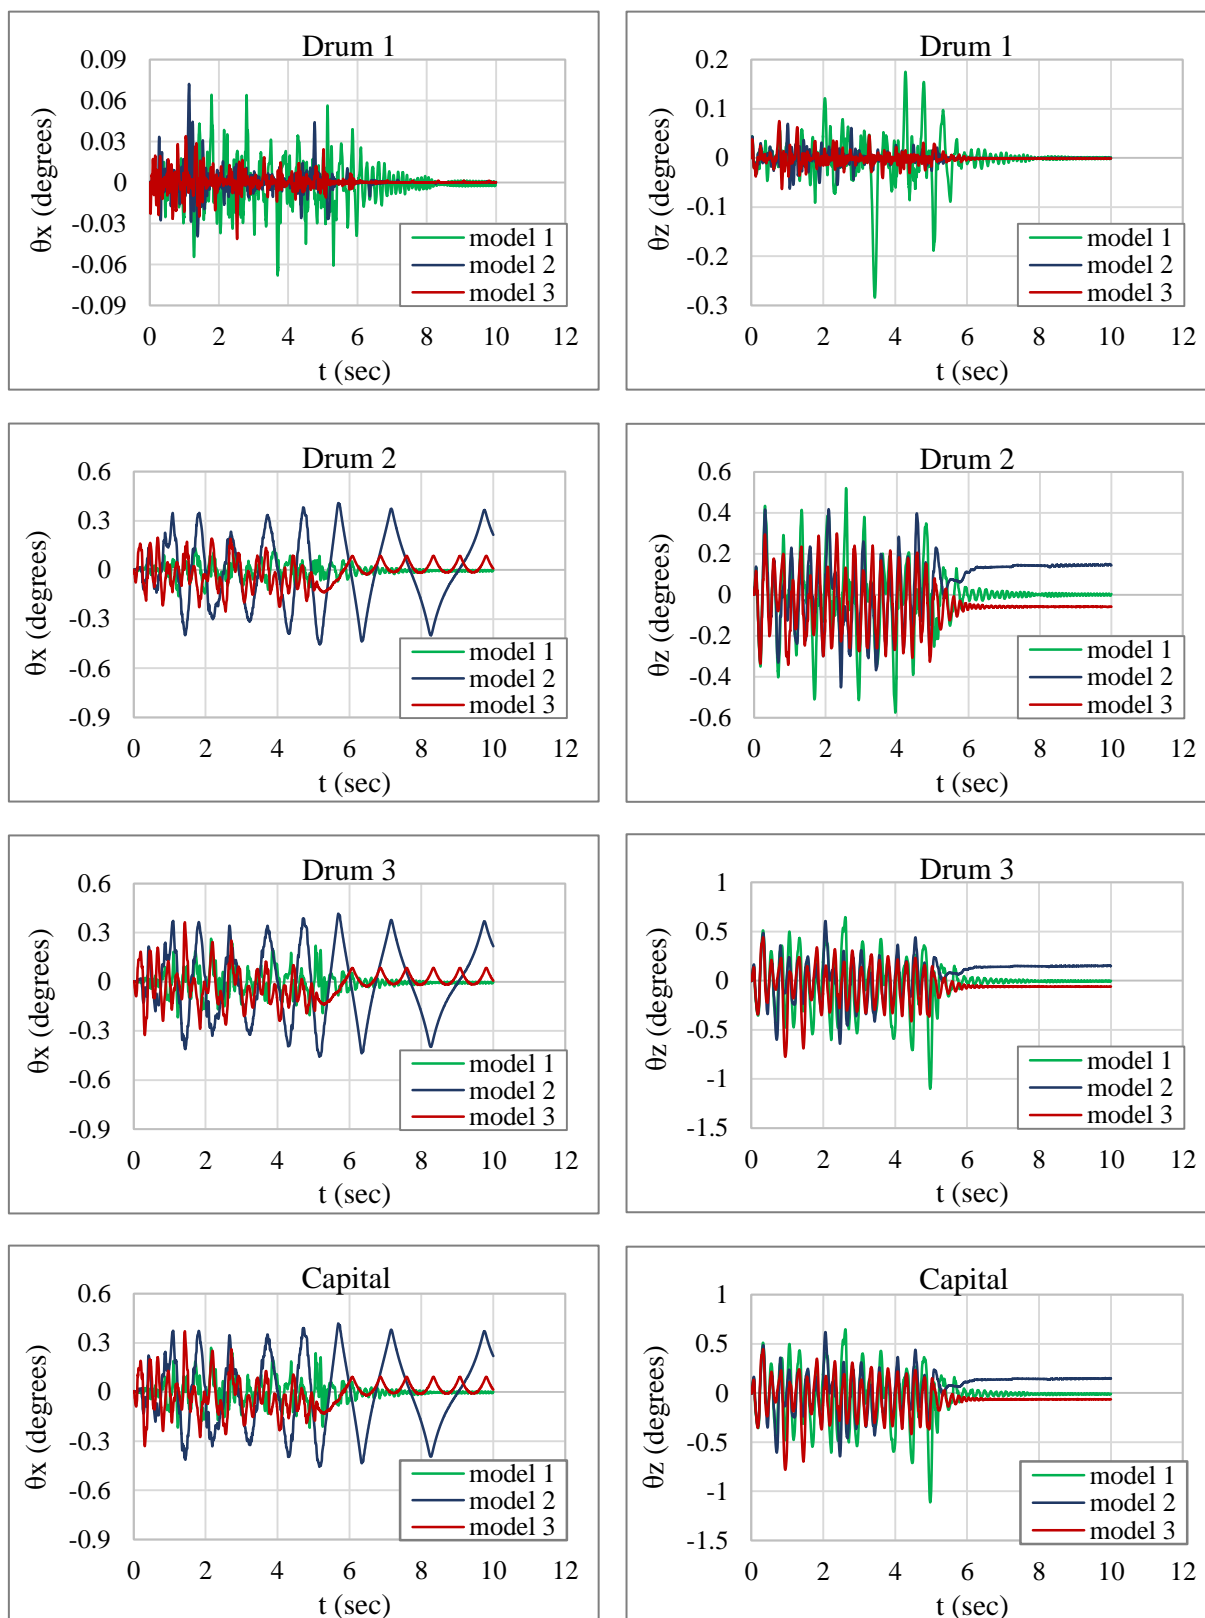 Drum 1
0.09
0.06
0.03
0
-0.03
-0.06
-0.09
θx (degrees)
model 1
model 2
model 3
0 2 4 6 8 10 12
t (sec)
Drum 1
0.2
0.1
0
-0.1
-0.2
-0.3
θz (degrees)
model 1
model 2
model 3
0 2 4 6 8 10 12
t (sec)
Drum 2
0.6
0.3
0
-0.3
-0.6
-0.9
θx (degrees)
model 1
model 2
model 3
0 2 4 6 8 10 12
t (sec)
Drum 2
0.6
0.4
0.2
0
-0.2
-0.4
-0.6
θz (degrees)
model 1
model 2
model 3
0 2 4 6 8 10 12
t (sec)
Drum 3
0.6
0.3
0
-0.3
-0.6
-0.9
θx (degrees)
model 1
model 2
model 3
0 2 4 6 8 10 12
t (sec)
Drum 3
1
0.5
0
-0.5
-1
-1.5
θz (degrees)
model 1
model 2
model 3
0 2 4 6 8 10 12
t (sec)
Capital
0.6
0.3
0
-0.3
-0.6
-0.9
θx (degrees)
model 1
model 2
model 3
0 2 4 6 8 10 12
t (sec)
Capital
1
0.5
0
-0.5
-1
-1.5
θz (degrees)
model 1
model 2
model 3
0 2 4 6 8 10 12
t (sec)